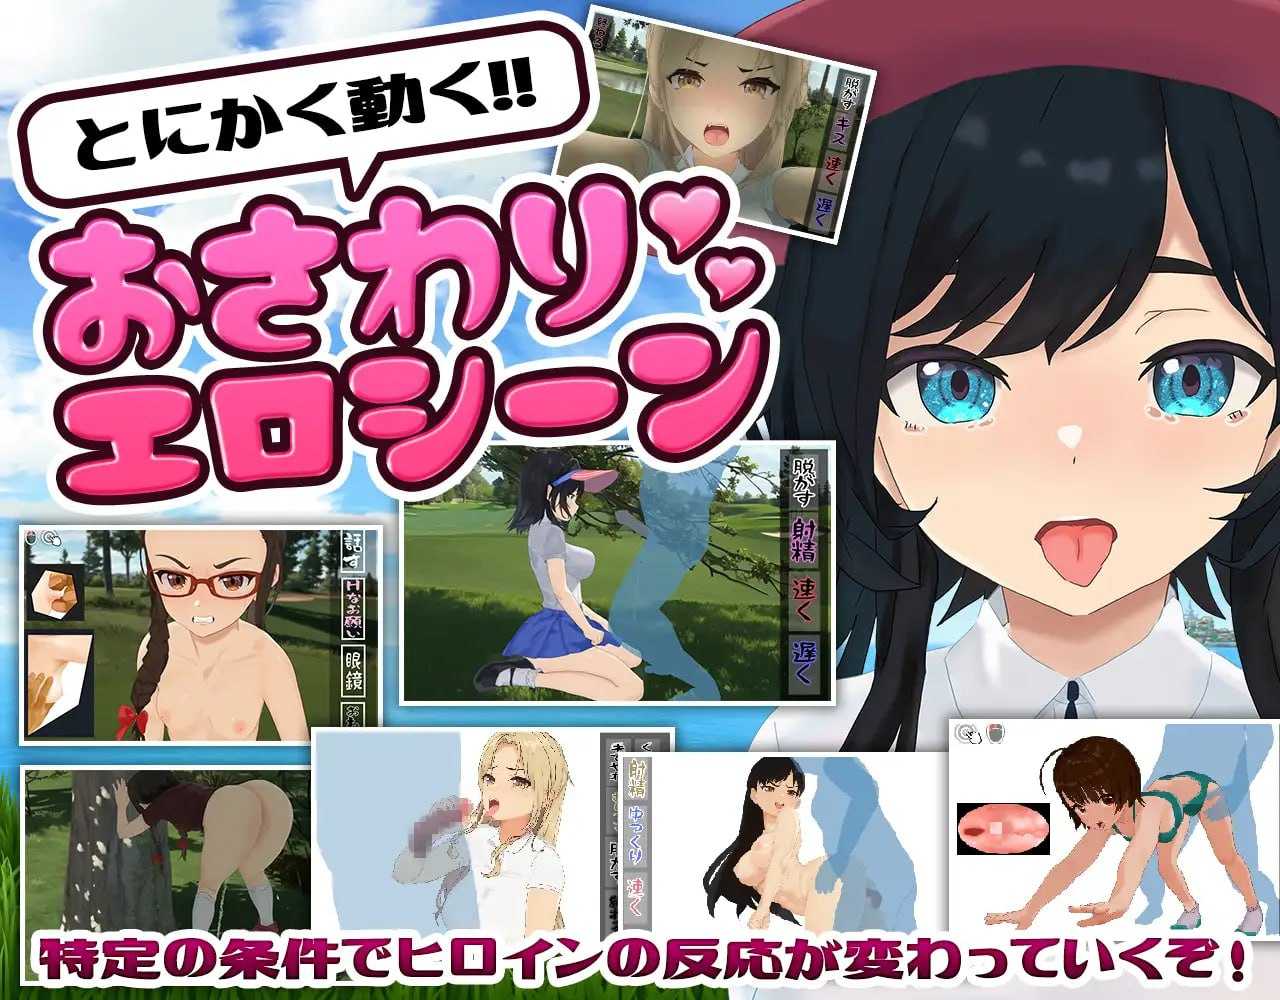 とにかく動く!!
おさわり
エロシーン
終わる
脱がす
キス
速く
遅く
脱がす
射精
速く
遅く
話す
Hなお願い
眼鏡
射精
ゆっくり
速く
特定の条件でヒロインの反応が変わっていくぞ!